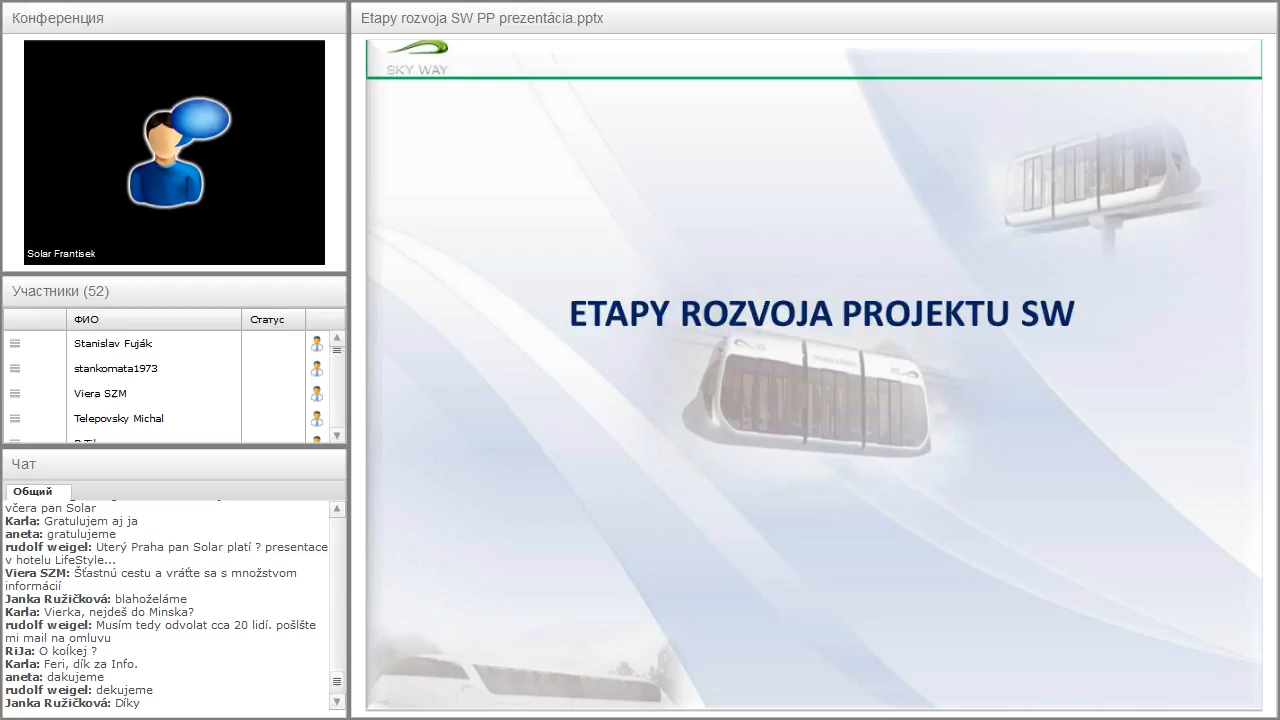 Конференция
Solar Frantisek
Участники (52)
ФИО
Статус
Stanislav Fuják
stankomata1973
Viera SZM
Telepovsky Michal
Чат
Общий
včera pan Solar
Karla: Gratulujem aj ja
aneta: gratulujeme
rudolf weigel: Uterý Praha pan Solar platí ? presentace
v hotelu LifeStyle...
Viera SZM: Šťastnú cestu a vráťte sa s množstvom
informácií
Janka Ružičková: blahoželáme
Karla: Vierka, nejdeš do Minska?
rudolf weigel: Musím tedy odvolat cca 20 lidí. pošlšte
mi mail na omluvu
RiJa: O koĺkej ?
Karla: Feri, dík za Info.
aneta: dakujeme
rudolf weigel: dekujeme
Janka Ružičková: Díky
Etapy rozvoja SW PP prezentácia.pptx
SKY WAY
ETAPY ROZVOJA PROJEKTU SW